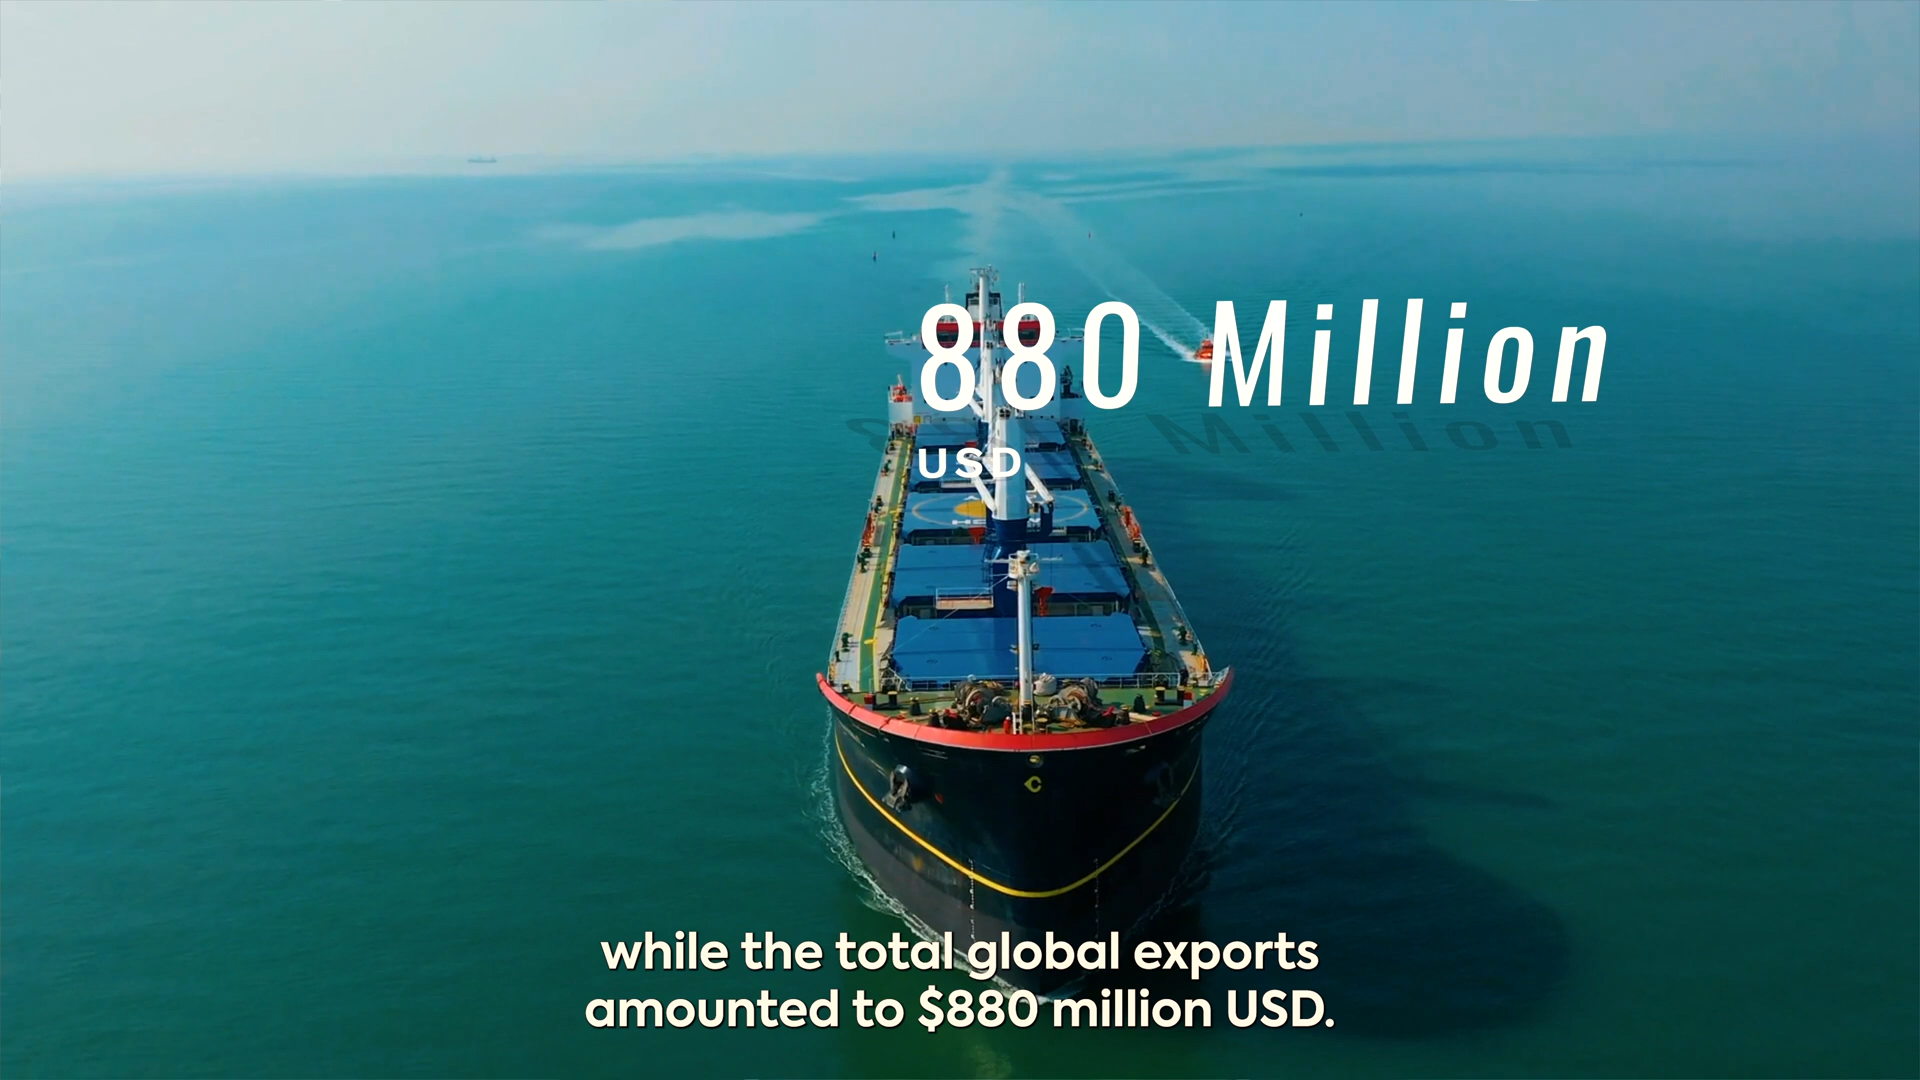 880 Million
USD
while the total global exports
amounted to $880 million USD.